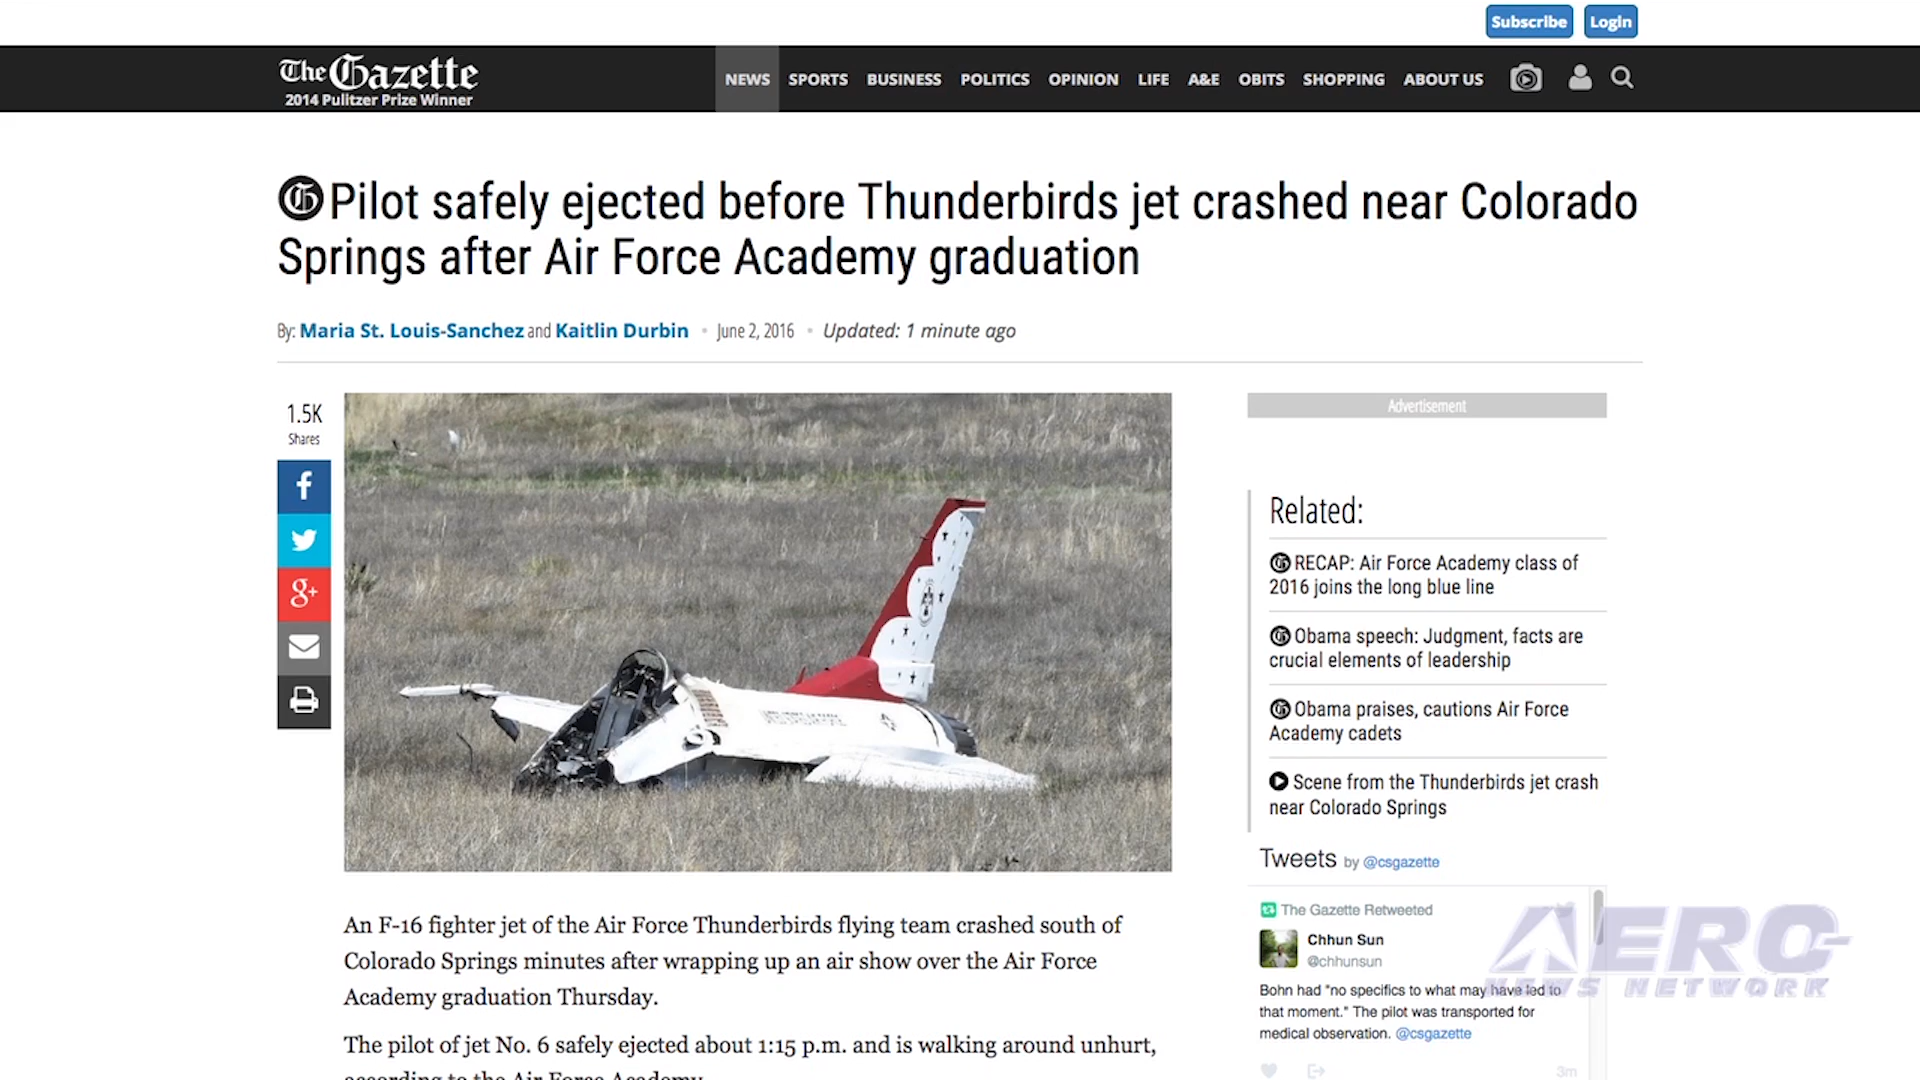 Subscribe Login
The Gazette
2014 Pulitzer Prize Winner
NEWS SPORTS BUSINESS POLITICS OPINION LIFE A&E OBITS SHOPPING ABOUT US
Pilot safely ejected before Thunderbirds jet crashed near Colorado
Springs after Air Force Academy graduation
By: Maria St. Louis-Sanchez and Kaitlin Durbin • June 2, 2016 • Updated: 1 minute ago
1.5K
Shares
An F-16 fighter jet of the Air Force Thunderbirds flying team crashed south of
Colorado Springs minutes after wrapping up an air show over the Air Force
Academy graduation Thursday.
The pilot of jet No. 6 safely ejected about 1:15 p.m. and is walking around unhurt,
according to the Air Force Academy.
Advertisement
Related:
RECAP: Air Force Academy class of
2016 joins the long blue line
Obama speech: Judgment, facts are
crucial elements of leadership
Obama praises, cautions Air Force
Academy cadets
Scene from the Thunderbirds jet crash
near Colorado Springs
Tweets by @csgazette
The Gazette Retweeted
Chhun Sun
@chhunsun
Bohn had "no specifics to what may have led to
that moment." The pilot was transported for
medical observation. @csgazette
3m
AERO-
NEWS NETWORK